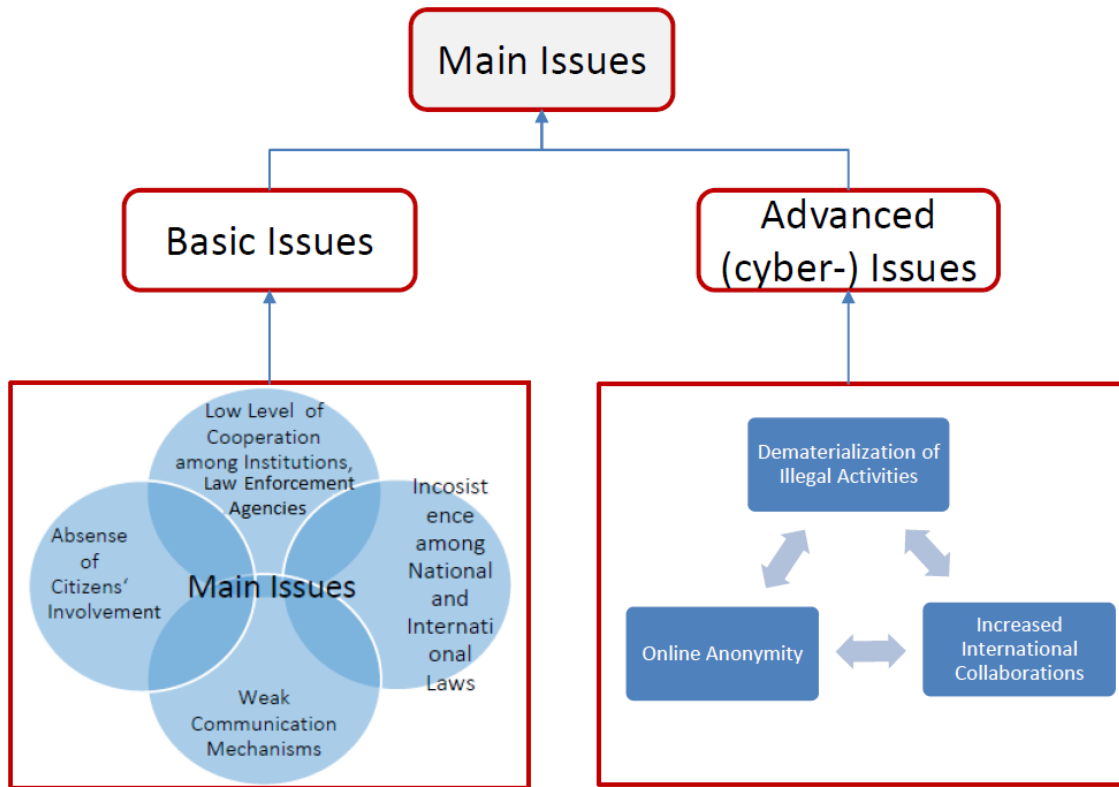 Main Issues
Basic Issues
Advanced
(cyber-) Issues
Low Level of
Cooperation
among Institutions,
Law Enforcement
Agencies
Absense
of
Citizens‘
Involvement
Main Issues
Incosist
ence
among
National
and
Internati
onal
Laws
Weak
Communication
Mechanisms
Dematerialization of
Illegal Activities
Online Anonymity
Increased
International
Collaborations